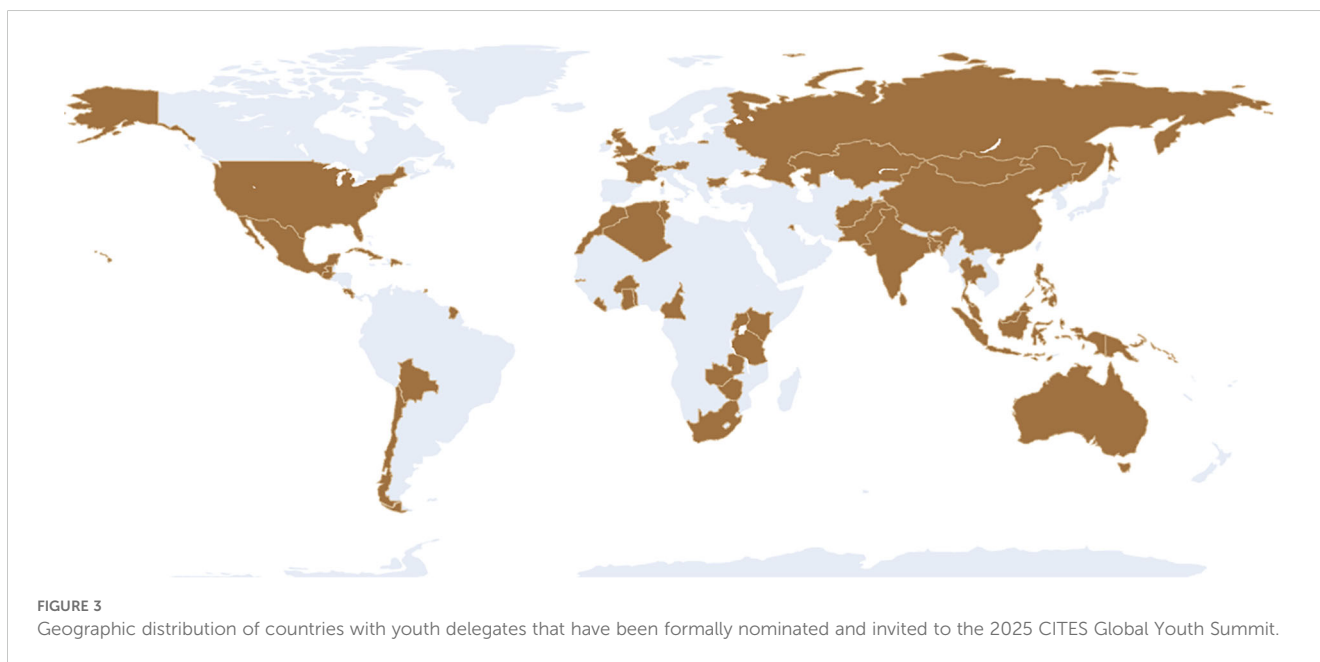 FIGURE 3
Geographic distribution of countries with youth delegates that have been formally nominated and invited to the 2025 CITES Global Youth Summit.